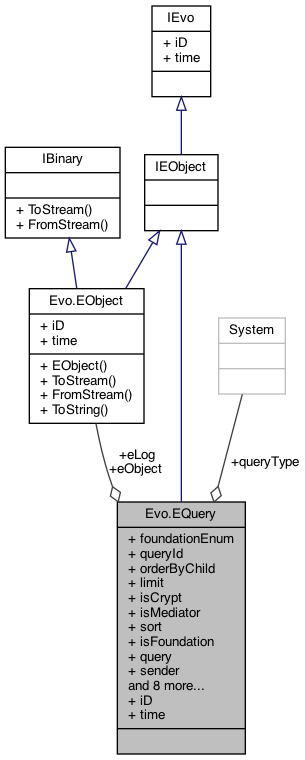 IEvo
+ iD
+ time
IBinary
+ ToStream()
+ FromStream()
IEObject
Evo.EObject
+ iD
+ time
+ EObject()
+ ToStream()
+ FromStream()
+ ToString()
System
+eLog
+eObject
+queryType
Evo.EQuery
+ foundationEnum
+ queryId
+ orderByChild
+ limit
+ isCrypt
+ isMediator
+ sort
+ isFoundation
+ query
+ sender
and 8 more...
+ iD
+ time